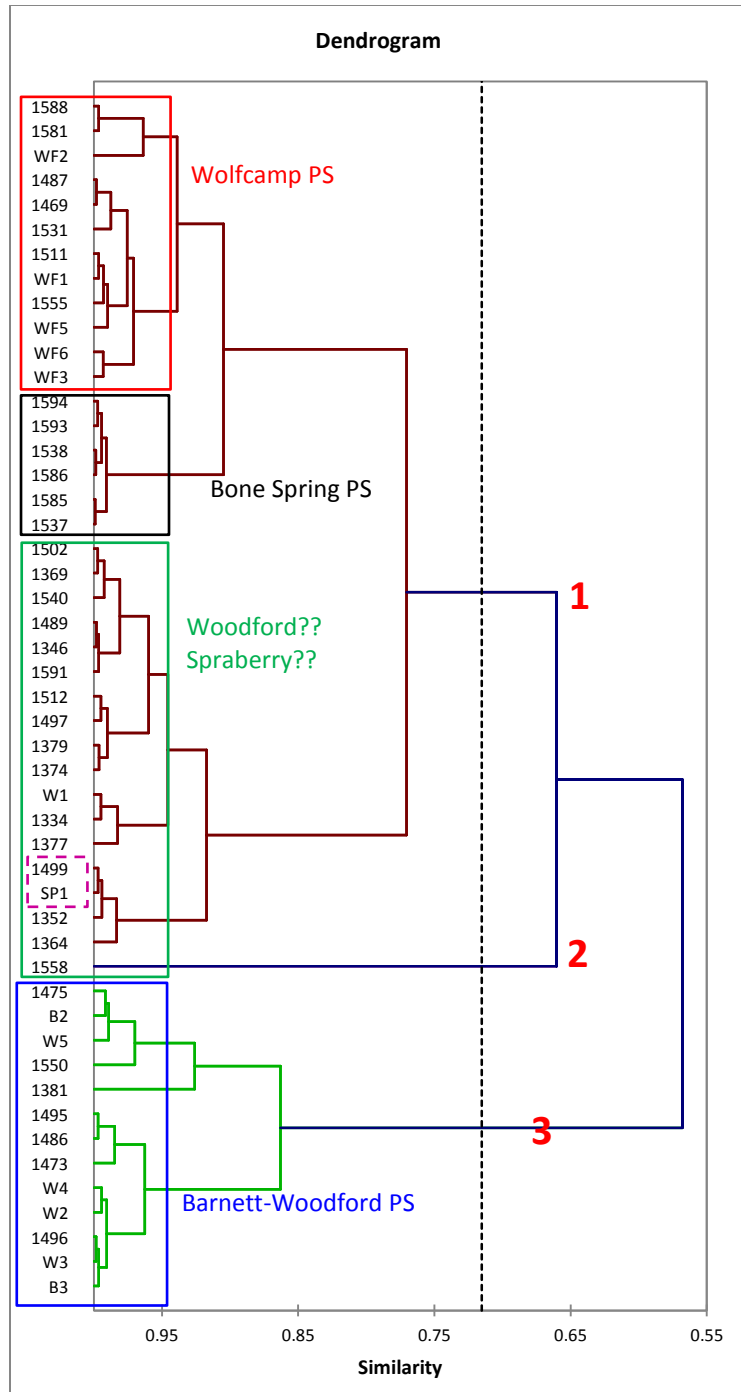 Dendrogram
1588
1581
WF2
1487
1469
1531
1511
WF1
1555
WF5
WF6
WF3
Wolfcamp PS
1594
1593
1538
1586
1585
1537
Bone Spring PS
1502
1369
1540
1489
1346
1591
1512
1497
1379
1374
W1
1334
1377
1499
SP1
1352
1364
1558
Woodford??
Spraberry??
1
2
1475
B2
W5
1550
1381
1495
1486
1473
W4
W2
1496
W3
B3
3
Barnett-Woodford PS
0.95 0.85 0.75 0.65 0.55
Similarity